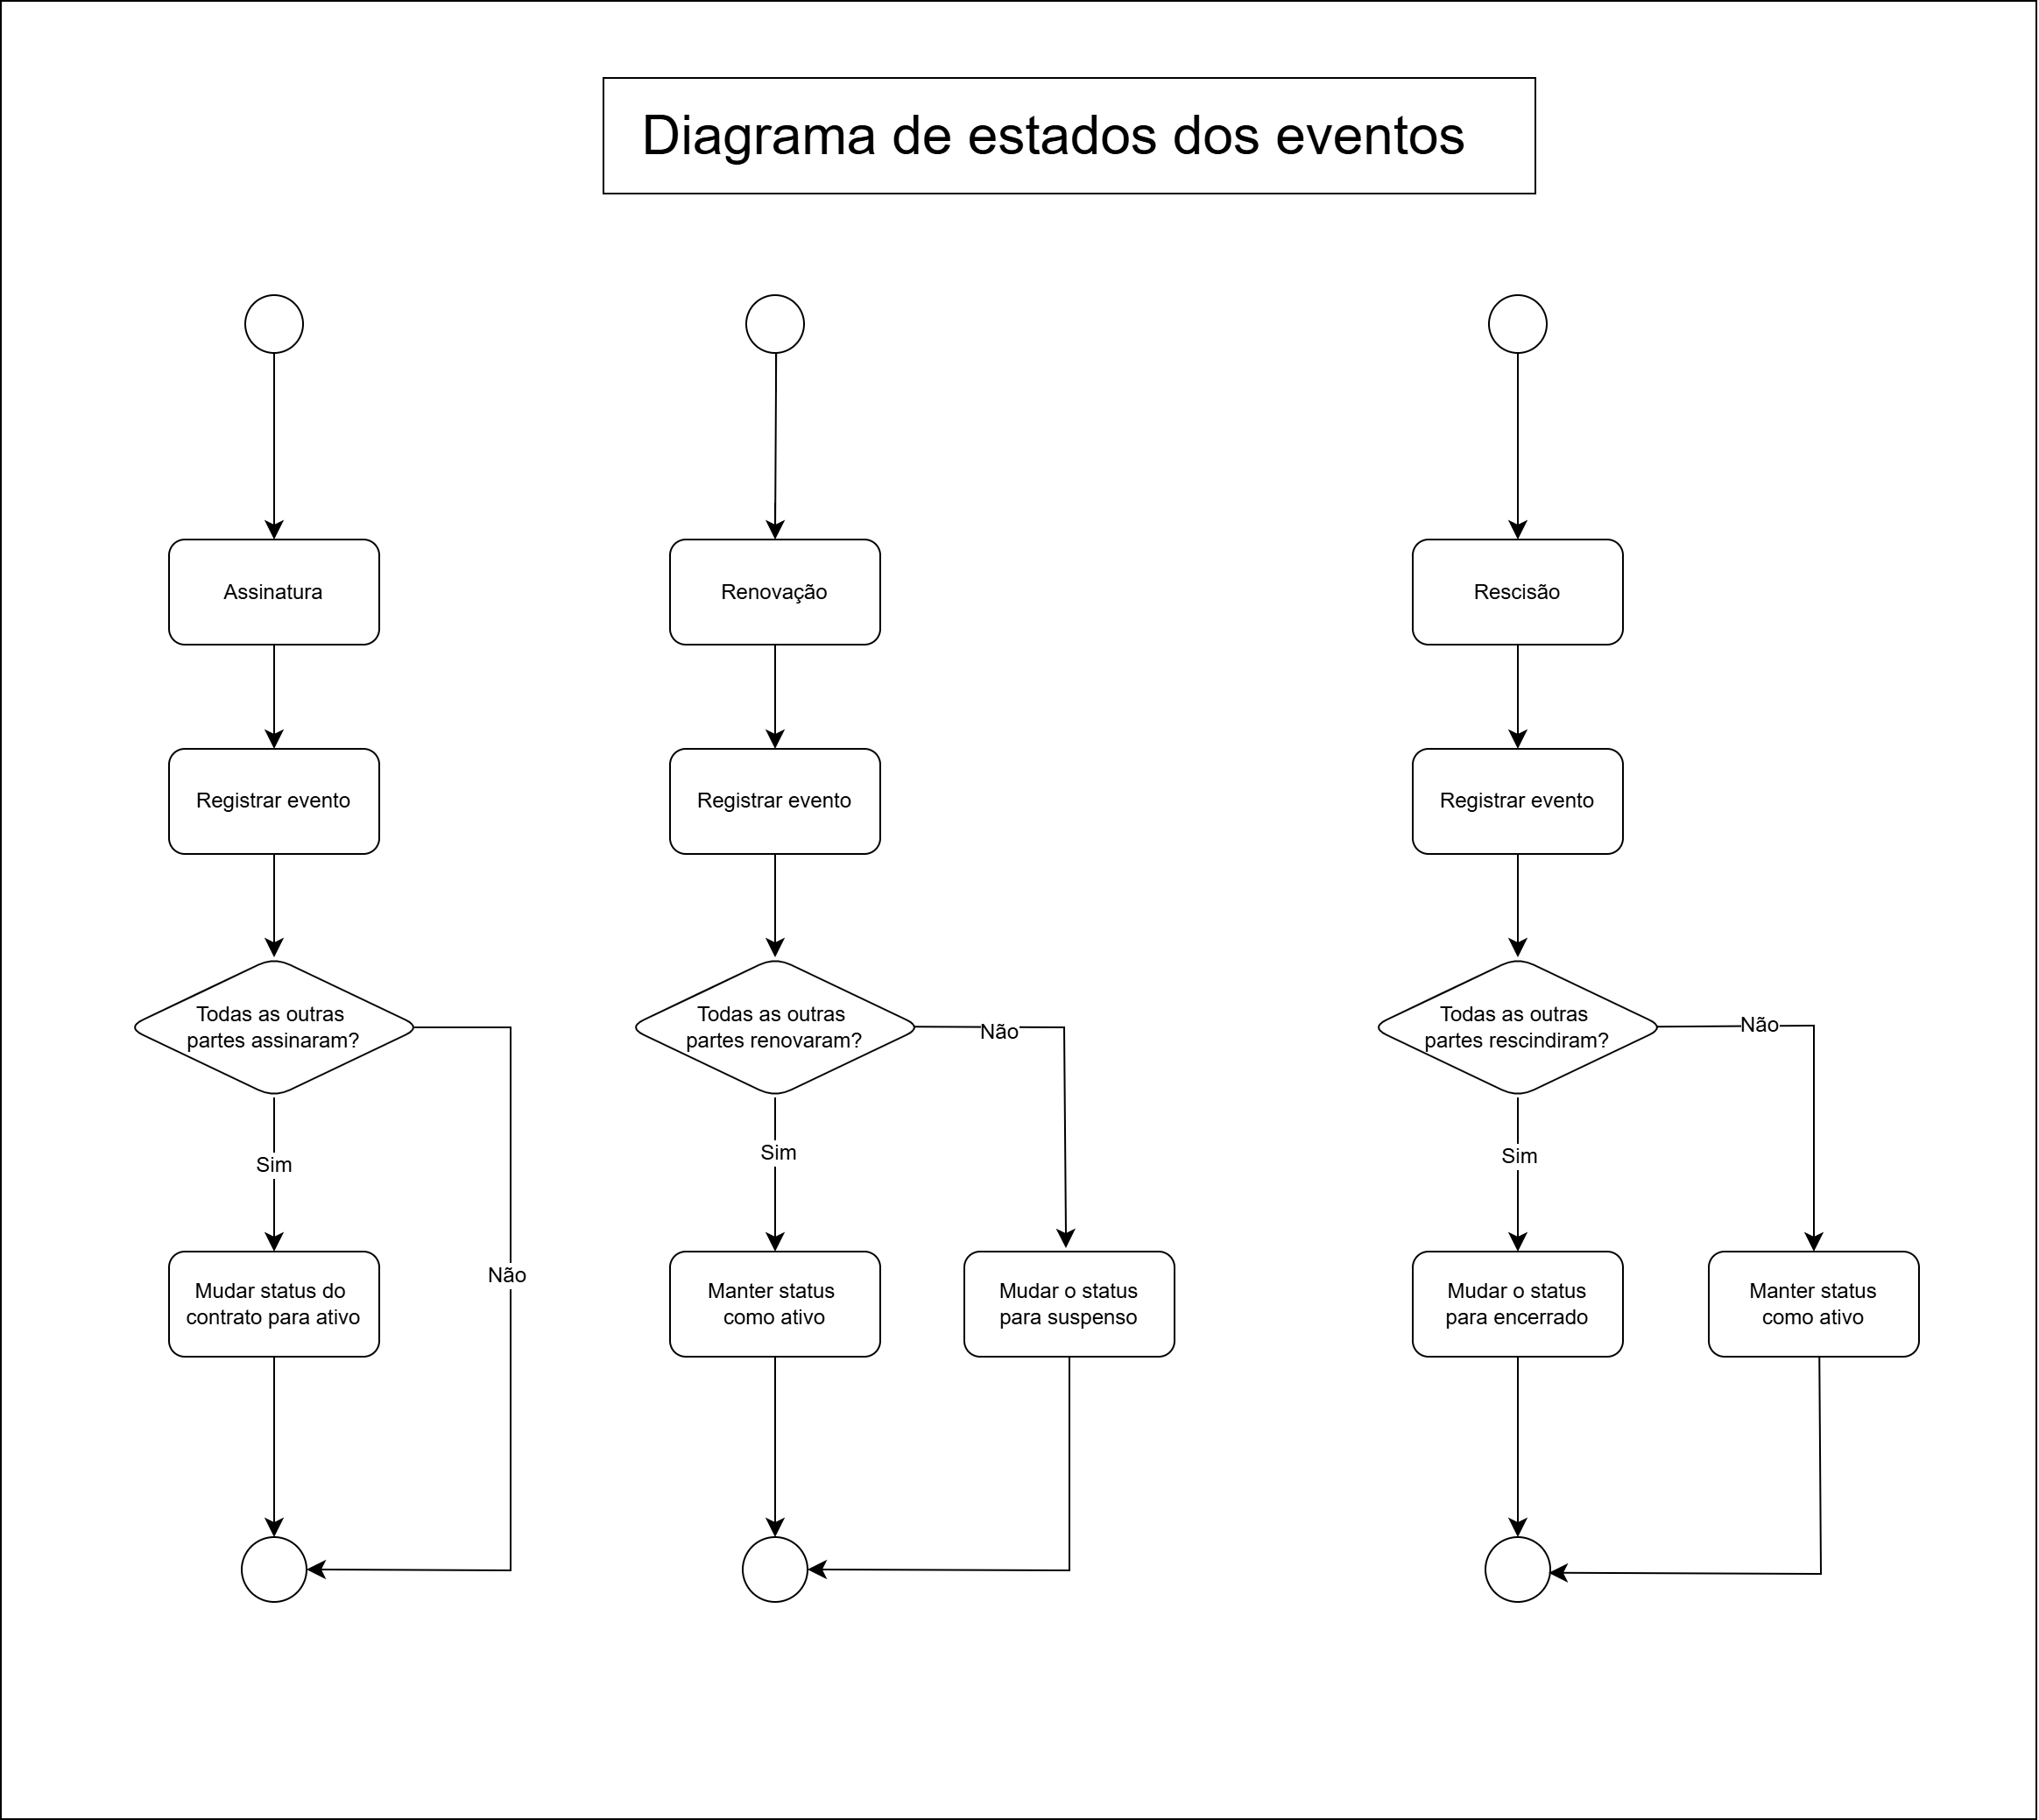 Diagrama de estados dos eventos
Assinatura
Renovação
Rescisão
Registrar evento
Registrar evento
Registrar evento
Todas as outras
partes assinaram?
Não
Todas as outras
partes renovaram?
Não
Todas as outras
partes rescindiram?
Não
Sim
Sim
Sim
Mudar status do
contrato para ativo
Manter status
como ativo
Mudar o status
para suspenso
Mudar o status
para encerrado
Manter status
como ativo